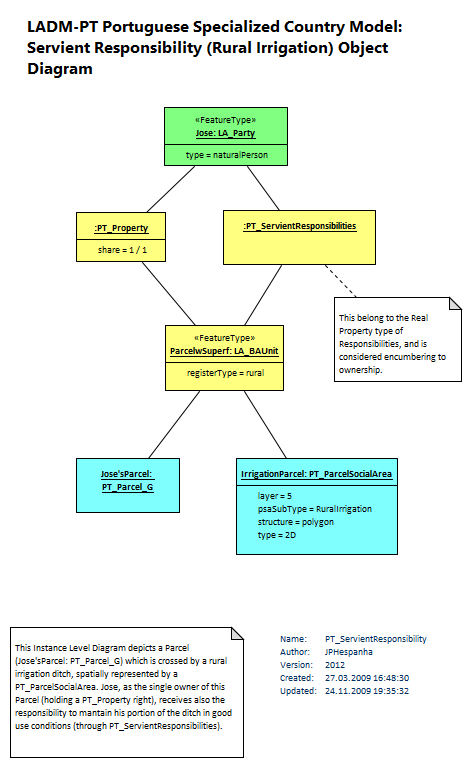 LADM-PT Portuguese Specialized Country Model:
Servient Responsibility (Rural Irrigation) Object
Diagram
«FeatureType»
Jose: LA_Party
type = naturalPerson
:PT_Property
share = 1 / 1
:PT_ServientResponsibilities
This belong to the Real
Property type of
Responsibilities, and is
considered encumbering to
ownership.
«FeatureType»
ParcelwSuperf: LA_BAUnit
registerType = rural
Jose'sParcel:
PT_Parcel_G
IrrigationParcel: PT_ParcelSocialArea
layer = 5
psaSubType = RuralIrrigation
structure = polygon
type = 2D
This Instance Level Diagram depicts a Parcel
(Jose'sParcel: PT_Parcel_G) which is crossed by a rural
irrigation ditch, spatially represented by a
PT_ParcelSocialArea. Jose, as the single owner of this
Parcel (holding a PT_Property right), receives also the
responsibility to mantain his portion of the ditch in good
use conditions (through PT_ServientResponsibilities).
Name: PT_ServientResponsibility
Author: JPHespanha
Version: 2012
Created: 27.03.2009 16:48:30
Updated: 24.11.2009 19:35:32